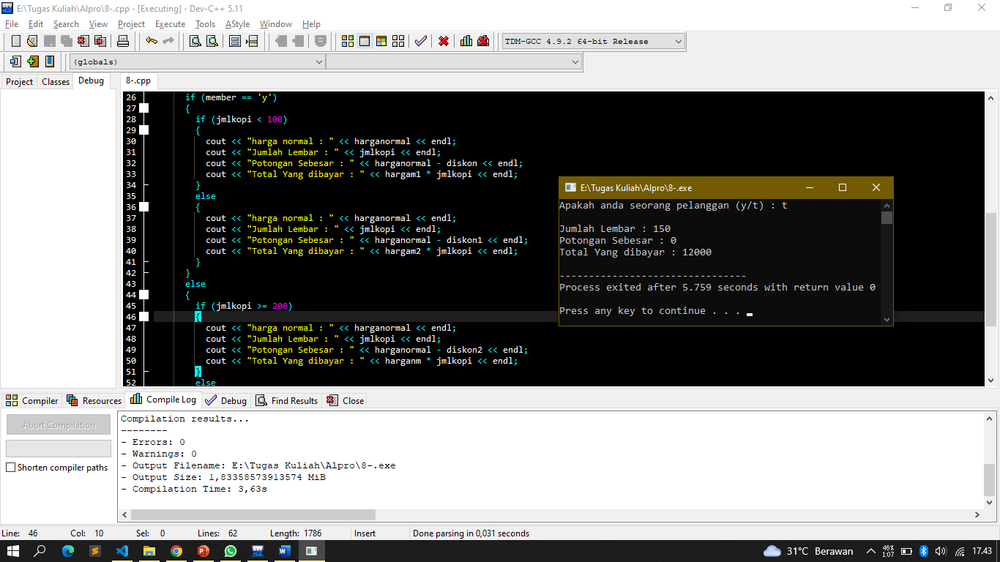 E:\Tugas Kuliah\Alpro\8-.cpp - [Executing] - Dev-C++ 5.11
File Edit Search View Project Execute Tools AStyle Window Help
TDM-GCC 4.9.2 64-bit Release
(globals)
Project Classes Debug
8-.cpp
26 if (member == 'y')
27 {
28 if (jmlkopi < 100)
29 {
30 cout << "harga normal : " << harganormal << endl;
31 cout << "Jumlah Lembar : " << jmlkopi << endl;
32 cout << "Potongan Sebesar : " << harganormal - diskon << endl;
33 cout << "Total Yang dibayar : " << hargam1 * jmlkopi << endl;
34 }
35 else
36 {
37 cout << "harga normal : " << harganormal << endl;
38 cout << "Jumlah Lembar : " << jmlkopi << endl;
39 cout << "Potongan Sebesar : " << harganormal - diskon1 << endl;
40 cout << "Total Yang dibayar : " << hargam2 * jmlkopi << endl;
41 }
42 }
43 else
44 {
45 if (jmlkopi >= 200)
46 {
47 cout << "harga normal : " << harganormal << endl;
48 cout << "Jumlah Lembar : " << jmlkopi << endl;
49 cout << "Potongan Sebesar : " << harganormal - diskon2 << endl;
50 cout << "Total Yang dibayar : " << harganm * jmlkopi << endl;
51 }
52 else
E:\Tugas Kuliah\Alpro\8-.exe
Apakah anda seorang pelanggan (y/t) : t
Jumlah Lembar : 150
Potongan Sebesar : 0
Total Yang dibayar : 12000
--------------------------------
Process exited after 5.759 seconds with return value 0
Press any key to continue . . .
Compiler Resources Compile Log Debug Find Results Close
Abort Compilation
Shorten compiler paths
Compilation results...
--------
- Errors: 0
- Warnings: 0
- Output Filename: E:\Tugas Kuliah\Alpro\8-.exe
- Output Size: 1,83358573913574 MiB
- Compilation Time: 3,63s
Line: 46 Col: 10 Sel: 0 Lines: 62 Length: 1786 Insert Done parsing in 0,031 seconds
31°C Berawan 46% 1:07 17.43